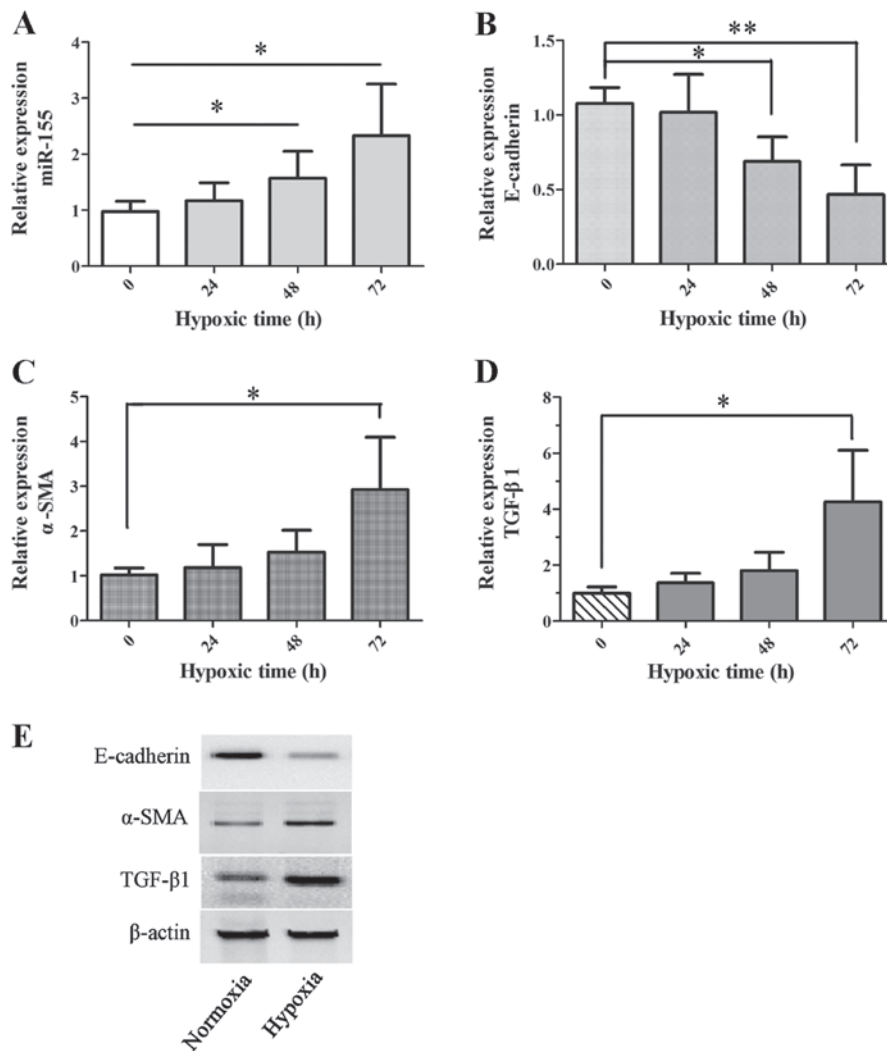 A
Relative expression
miR-155
4
3
2
1
0
*
*
0
24
48
72
Hypoxic time (h)
B
Relative expression
E-cadherin
1.5
1.0
0.5
0.0
**
*
0
24
48
72
Hypoxic time (h)
C
Relative expression
α-SMA
5
4
3
2
1
0
*
0
24
48
72
Hypoxic time (h)
D
Relative expression
TGF-β 1
8
6
4
2
0
*
0
24
48
72
Hypoxic time (h)
E
E-cadherin
α-SMA
TGF-β1
β-actin
Normoxia
Hypoxia